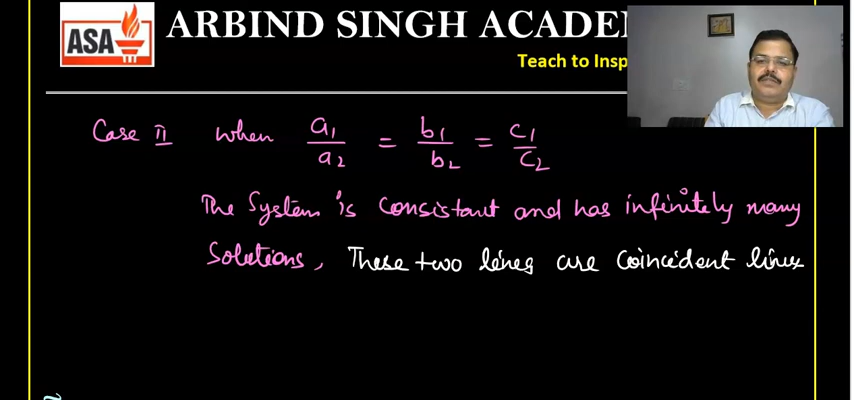 ASA
ARBIND SINGH ACADE
Teach to Insp
Case II When a₁/a₂ = b₁/b₂ = c₁/c₂
The System is consistant and has infinitely many
Solutions, These two lines are coincident lines